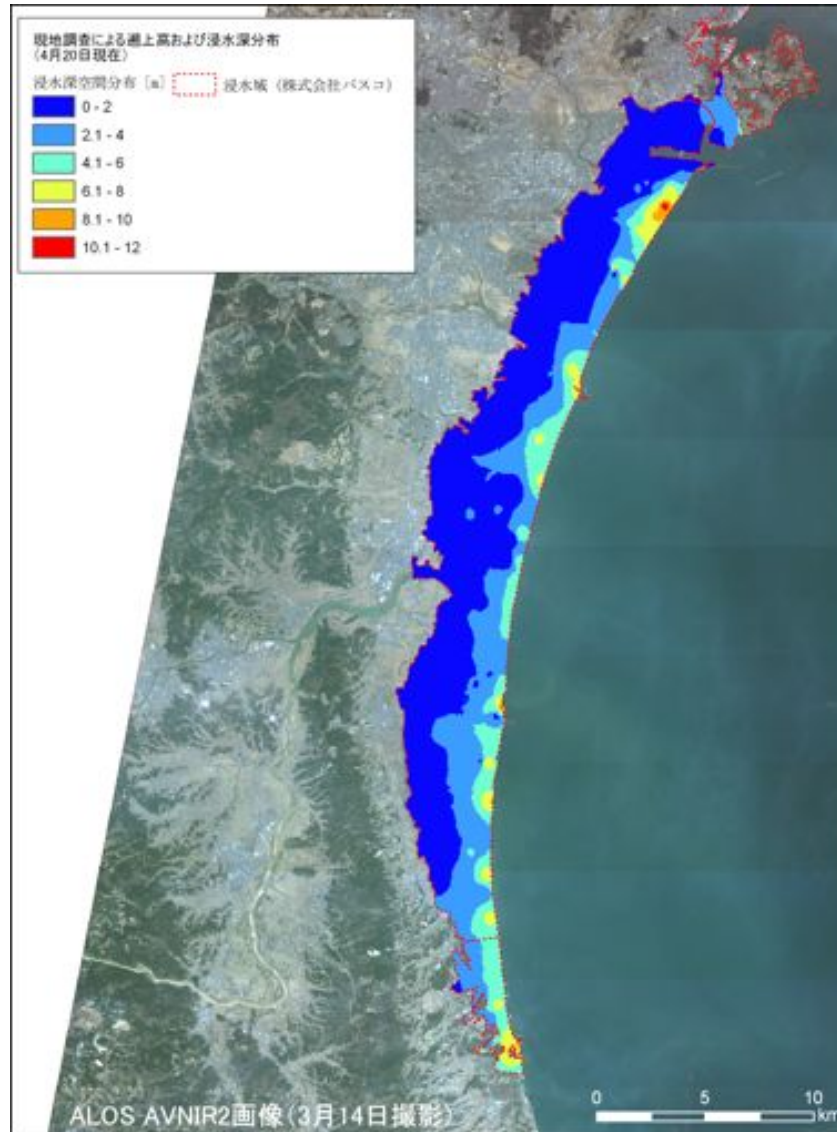 現地調査による遡上高および浸水深分布
(4月20日現在)
浸水深空間分布 [m] 浸水域 (株式会社パスコ)
0 - 2
2.1 - 4
4.1 - 6
6.1 - 8
8.1 - 10
10.1 - 12
ALOS AVNIR2画像(3月14日撮影)
0 5 10
km